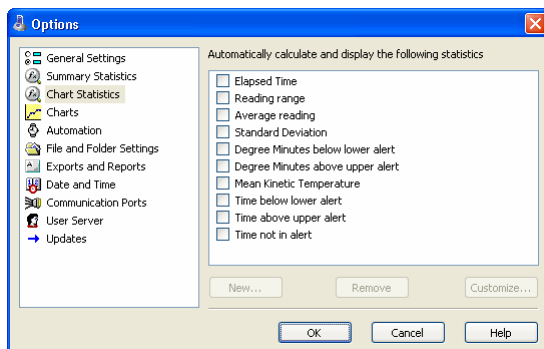 Options
General Settings
Summary Statistics
Chart Statistics
Charts
Automation
File and Folder Settings
Exports and Reports
Date and Time
Communication Ports
User Server
Updates
Automatically calculate and display the following statistics
Elapsed Time
Reading range
Average reading
Standard Deviation
Degree Minutes below lower alert
Degree Minutes above upper alert
Mean Kinetic Temperature
Time below lower alert
Time above upper alert
Time not in alert
New... Remove Customize...
OK Cancel Help